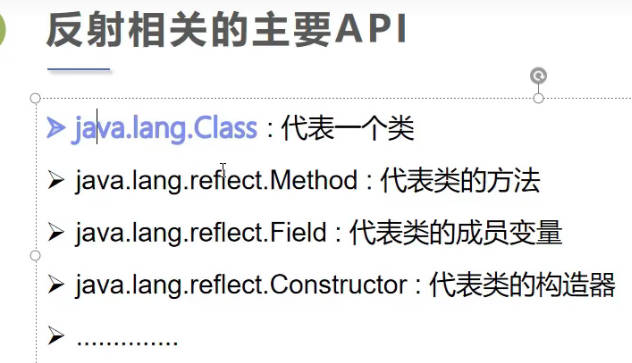 反射相关的主要API
➢ java.lang.Class : 代表一个类
➢ java.lang.reflect.Method : 代表类的方法
➢ java.lang.reflect.Field : 代表类的成员变量
➢ java.lang.reflect.Constructor : 代表类的构造器
➢ ..............